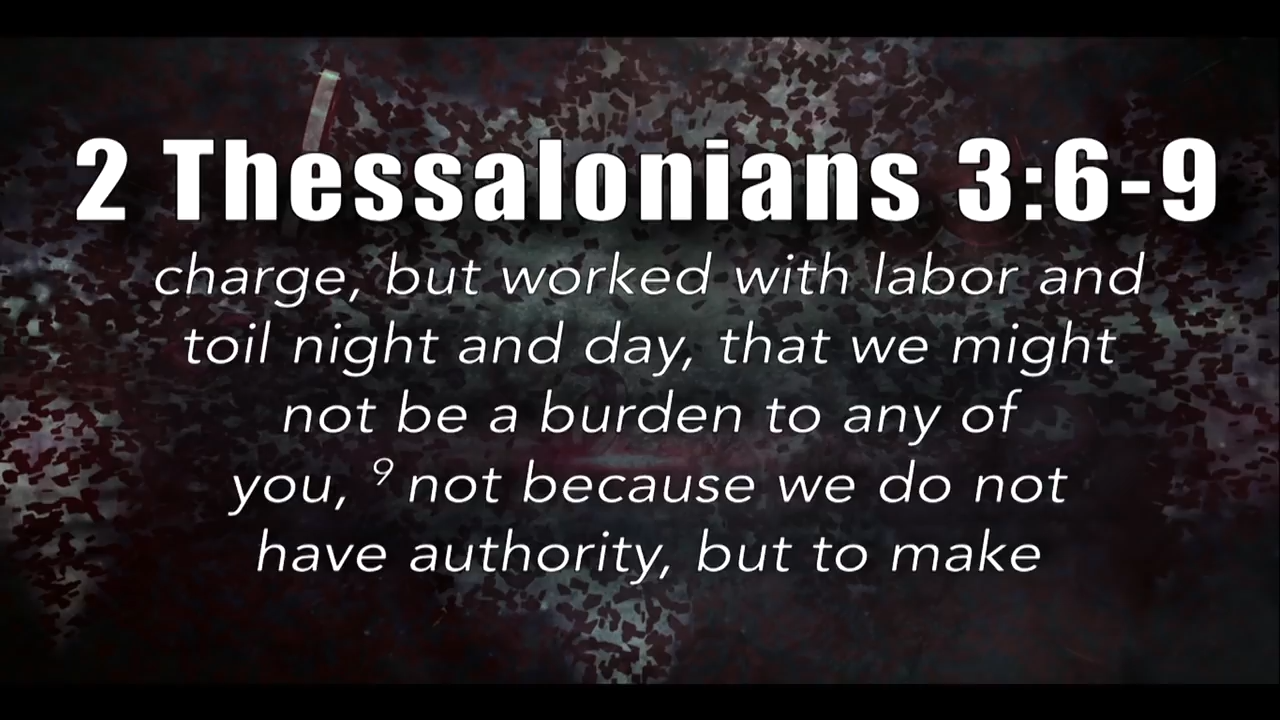 2 Thessalonians 3:6-9
charge, but worked with labor and
toil night and day, that we might
not be a burden to any of
you, ⁹ not because we do not
have authority, but to make